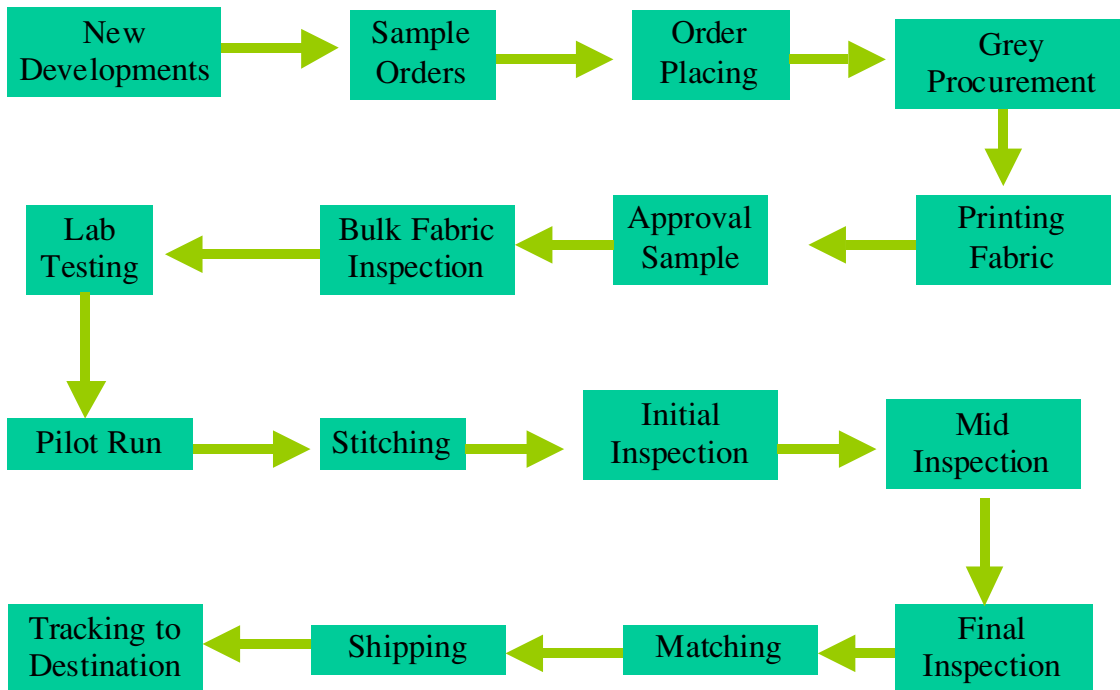 New
Developments
Sample
Orders
Order
Placing
Grey
Procurement
Printing
Fabric
Approval
Sample
Bulk Fabric
Inspection
Lab
Testing
Pilot Run
Stitching
Initial
Inspection
Mid
Inspection
Final
Inspection
Matching
Shipping
Tracking to
Destination